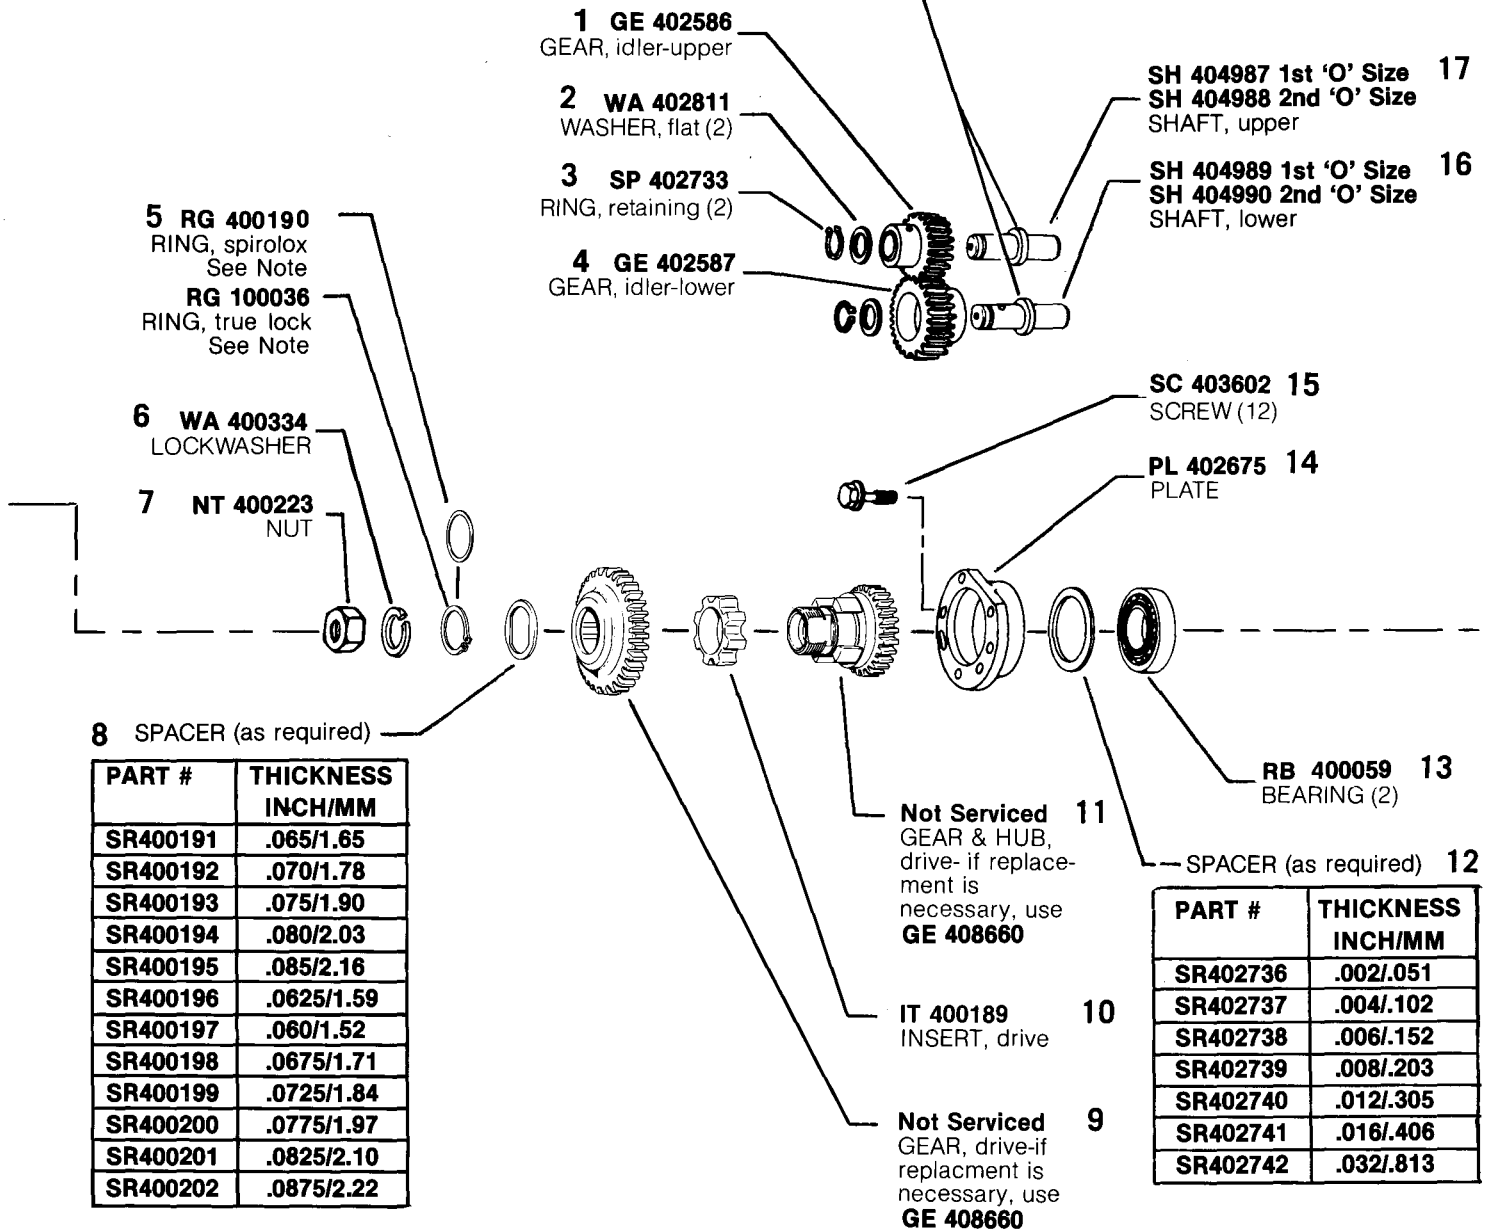 1 GE 402586
GEAR, idler-upper
2 WA 402811
WASHER, flat (2)
3 SP 402733
RING, retaining (2)
4 GE 402587
GEAR, idler-lower
SH 404987 1st ‘O’ Size 17
SH 404988 2nd ‘O’ Size
SHAFT, upper
SH 404989 1st ‘O’ Size 16
SH 404990 2nd ‘O’ Size
SHAFT, lower
5 RG 400190
RING, spirolox
See Note
RG 100036
RING, true lock
See Note
6 WA 400334
LOCKWASHER
7 NT 400223
NUT
SC 403602 15
SCREW (12)
PL 402675 14
PLATE
8 SPACER (as required)
PART # THICKNESS
INCH/MM
SR400191 .065/1.65
SR400192 .070/1.78
SR400193 .075/1.90
SR400194 .080/2.03
SR400195 .085/2.16
SR400196 .0625/1.59
SR400197 .060/1.52
SR400198 .0675/1.71
SR400199 .0725/1.84
SR400200 .0775/1.97
SR400201 .0825/2.10
SR400202 .0875/2.22
RB 400059 13
BEARING (2)
Not Serviced 11
GEAR & HUB,
drive- if replace-
ment is
necessary, use
GE 408660
IT 400189 10
INSERT, drive
Not Serviced 9
GEAR, drive-if
replacment is
necessary, use
GE 408660
SPACER (as required) 12
PART # THICKNESS
INCH/MM
SR402736 .002/.051
SR402737 .004/.102
SR402738 .006/.152
SR402739 .008/.203
SR402740 .012/.305
SR402741 .016/.406
SR402742 .032/.813